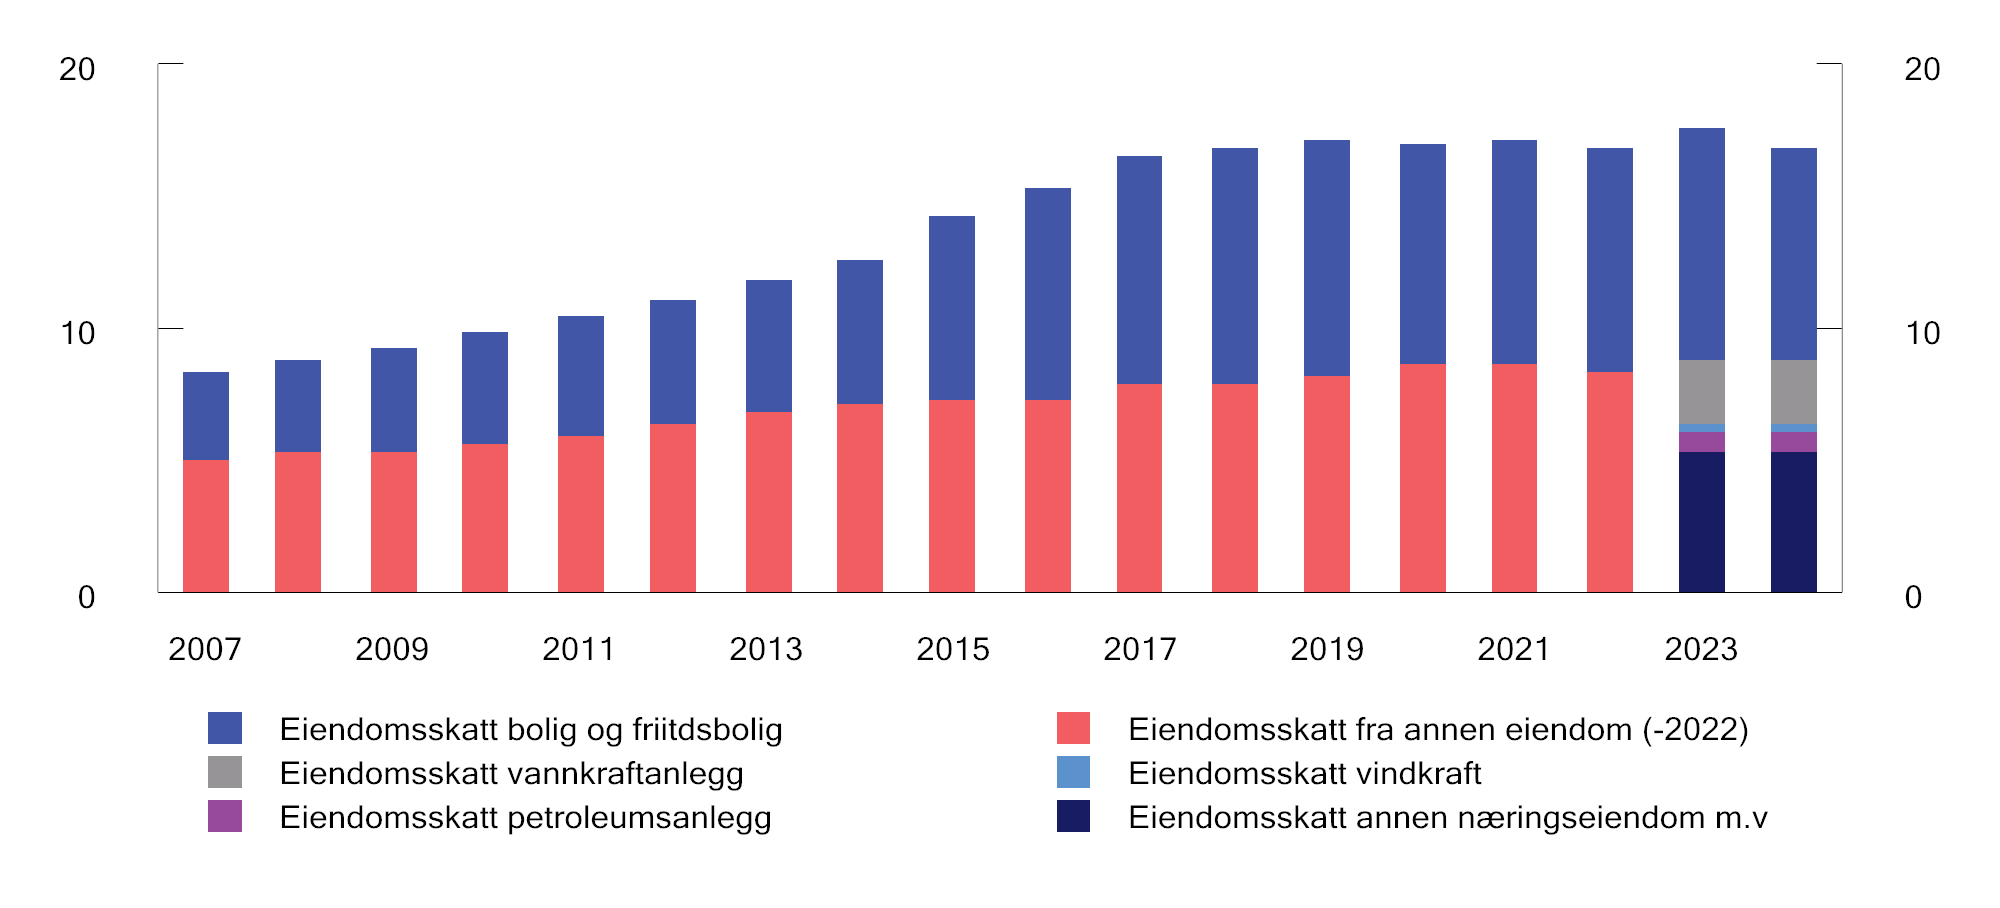 20 20
10 10
0 0
2007 2009 2011 2013 2015 2017 2019 2021 2023
Eiendomsskatt bolig og friitdsbolig Eiendomsskatt fra annen eiendom (-2022)
Eiendomsskatt vannkraftanlegg Eiendomsskatt vindkraft
Eiendomsskatt petroleumsanlegg Eiendomsskatt annen næringseiendom m.v